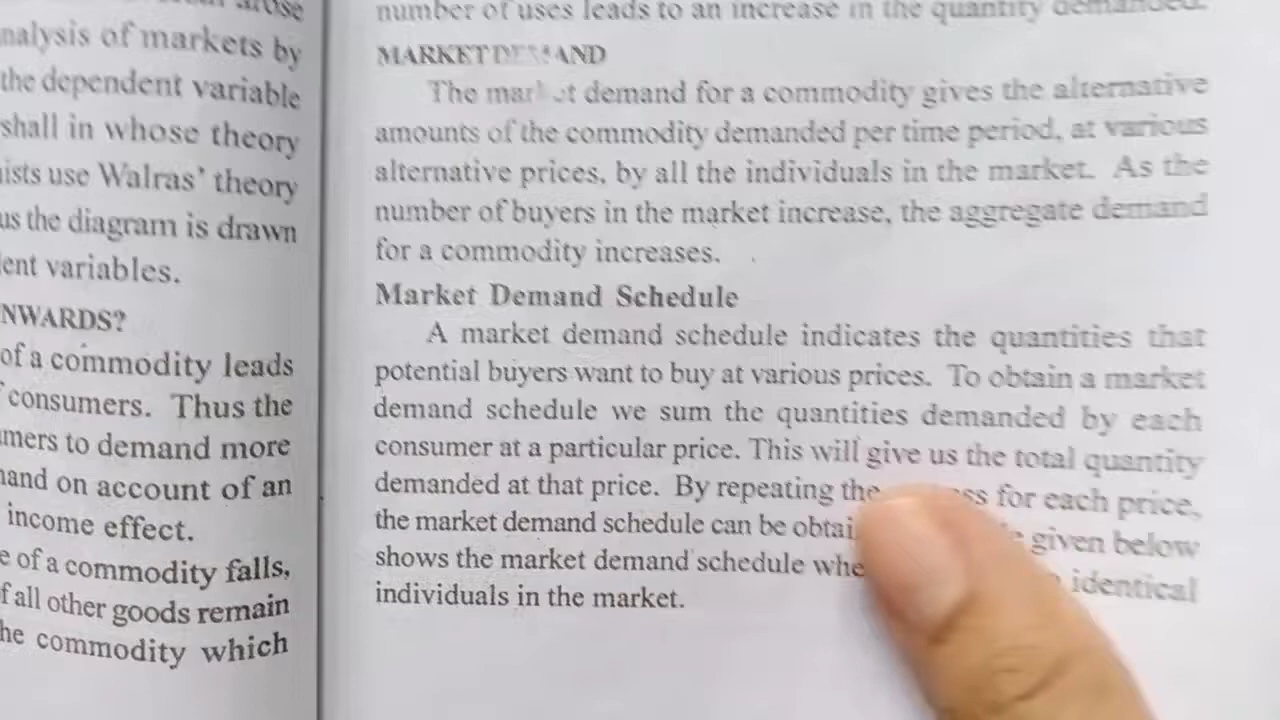 nalysis of markets by
the dependent variable
shall in whose theory
ists use Walras' theory
us the diagram is drawn
ent variables.
NWARDS?
of a commodity leads
consumers. Thus the
mers to demand more
and on account of an
income effect.
e of a commodity falls,
f all other goods remain
he commodity which
number of uses leads to an increase in the quantity demanded.
MARKET DEMAND
The market demand for a commodity gives the alternative
amounts of the commodity demanded per time period, at various
alternative prices, by all the individuals in the market. As the
number of buyers in the market increase, the aggregate demand
for a commodity increases.
Market Demand Schedule
A market demand schedule indicates the quantities that
potential buyers want to buy at various prices. To obtain a market
demand schedule we sum the quantities demanded by each
consumer at a particular price. This will give us the total quantity
demanded at that price. By repeating the ss for each price,
the market demand schedule can be obtai given below
shows the market demand schedule whe identical
individuals in the market.